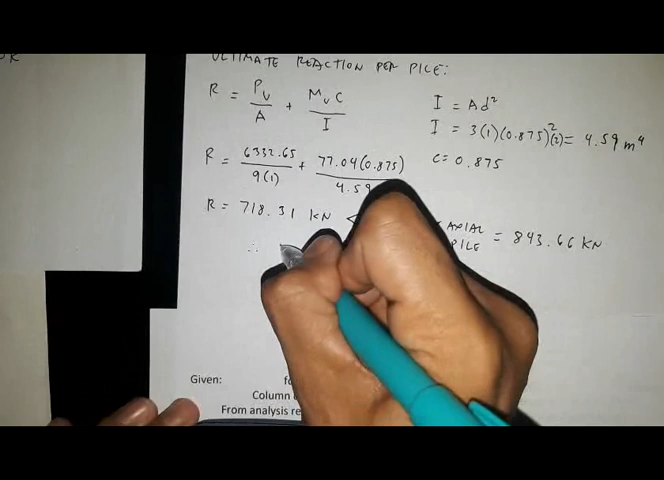 ULTIMATE REACTION PER PILE:
R = Pu/A + Mu C/I
I = Ad²
I = 3(1)(0.875)²(2) = 4.59 m⁴
C = 0.875
R = 6332.65/9(1) + 77.04(0.875)/4.59
R = 718.31 KN <
AXIAL
PILE = 843.66 KN
∴
Given:
Column
From analysis re